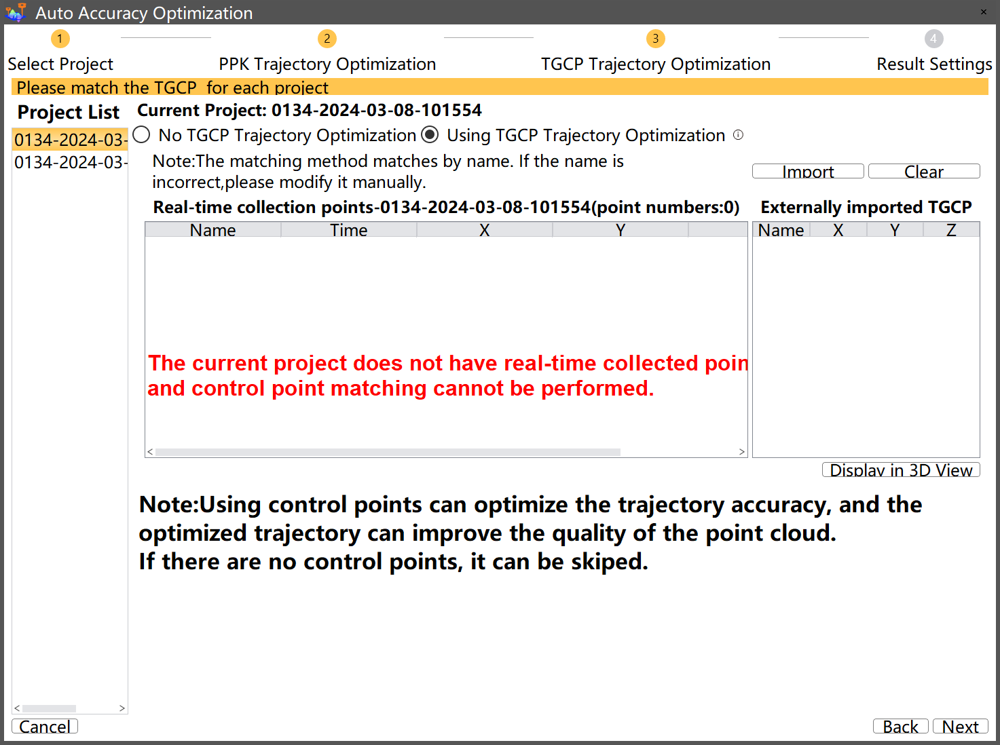 Auto Accuracy Optimization
×
1
2
3
4
Select Project
PPK Trajectory Optimization
TGCP Trajectory Optimization
Result Settings
Please match the TGCP  for each project
Project List
0134-2024-03-
0134-2024-03-
Current Project: 0134-2024-03-08-101554
No TGCP Trajectory Optimization
Using TGCP Trajectory Optimization
Note:The matching method matches by name. If the name is
incorrect,please modify it manually.
Import
Clear
Real-time collection points-0134-2024-03-08-101554(point numbers:0)
Externally imported TGCP
Name Time X Y
Name X Y Z
The current project does not have real-time collected poin
and control point matching cannot be performed.
Display in 3D View
Note:Using control points can optimize the trajectory accuracy, and the
optimized trajectory can improve the quality of the point cloud.
If there are no control points, it can be skiped.
Cancel
Back
Next